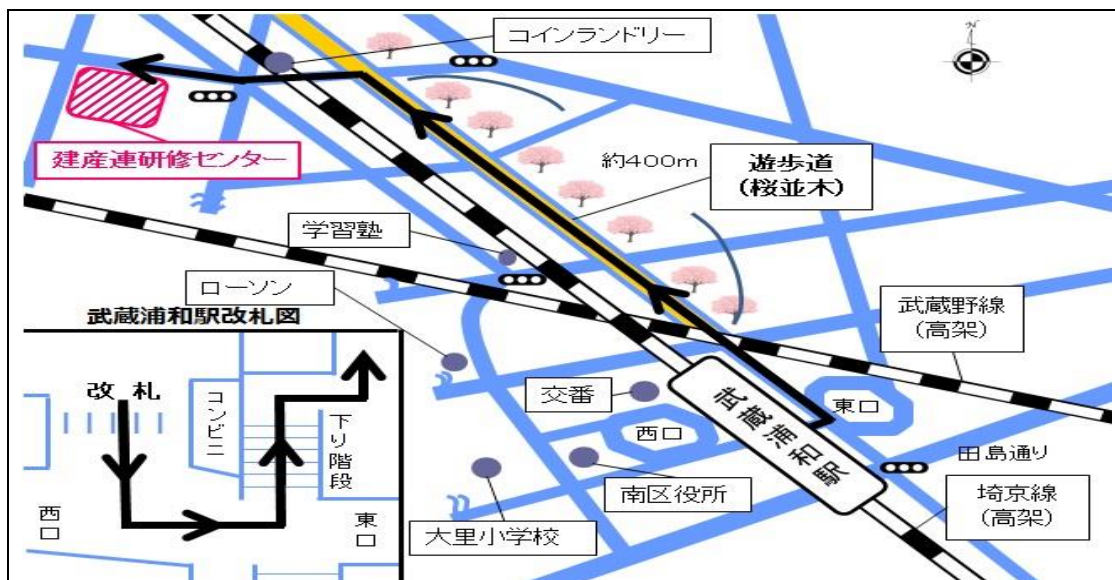 N
コインランドリー
建産連研修センター
約400m
遊歩道
(桜並木)
学習塾
ローソン
武蔵野線
(高架)
武蔵浦和駅改札図
改 札
コンビニ
下り階段
西口
東口
交番
西口
武蔵浦和駅
東口
田島通り
南区役所
大里小学校
埼京線
(高架)